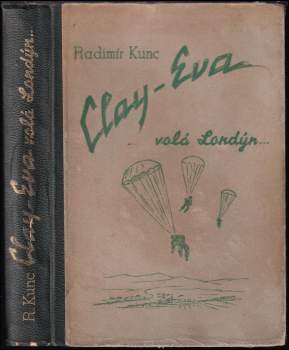 R. Kunc Clay-Eva volá Londýn..
Radimír Kunc
Clay-Eva
volá Londýn...